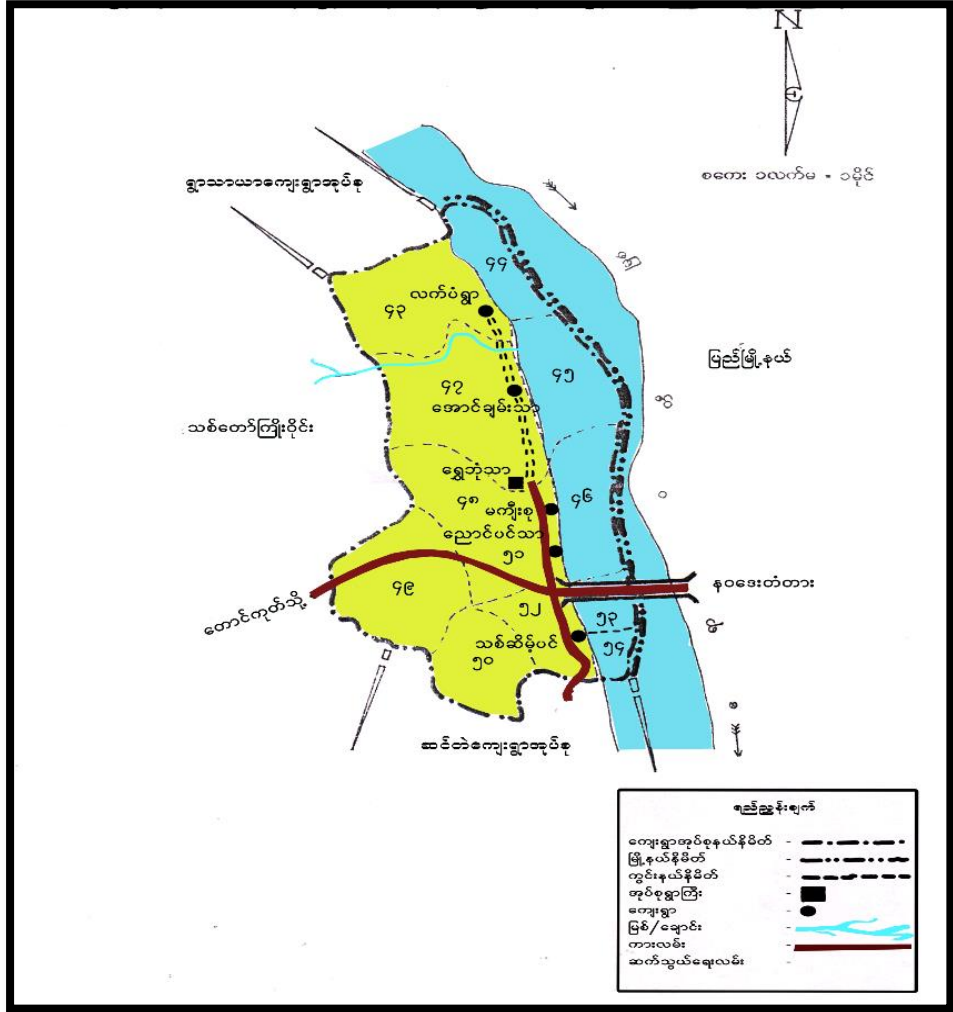 N
စကေး ၁လက်မ - ၁မိုင်
ရွာသာယာကျေးရွာအုပ်စု
၄၄
လက်ပံရွာ
၄၃
၄၅
ပြည်မြို့နယ်
၄၇
အောင်ချမ်းသာ
သစ်တောကြိုးဝိုင်း
ရွှေဘုံသာ
၄၈
၄၆
မကျီးစု
ညောင်ပင်သာ
၅၁
နဝဒေးတံတား
၄၉
တောင်ကုတ်သို့
၅၂
၅၃
သစ်ဆိမ့်ပင်
၅၄
၅၀
ဆင်တဲကျေးရွာအုပ်စု
ရည်ညွှန်းချက်
ကျေးရွာအုပ်စုနယ်နိမိတ် -
မြို့နယ်နိမိတ် -
ကွင်းနယ်နိမိတ် -
အုပ်စုရွာကြီး -
ကျေးရွာ -
မြစ်/ချောင်း -
ကားလမ်း -
ဆက်သွယ်ရေးလမ်း -